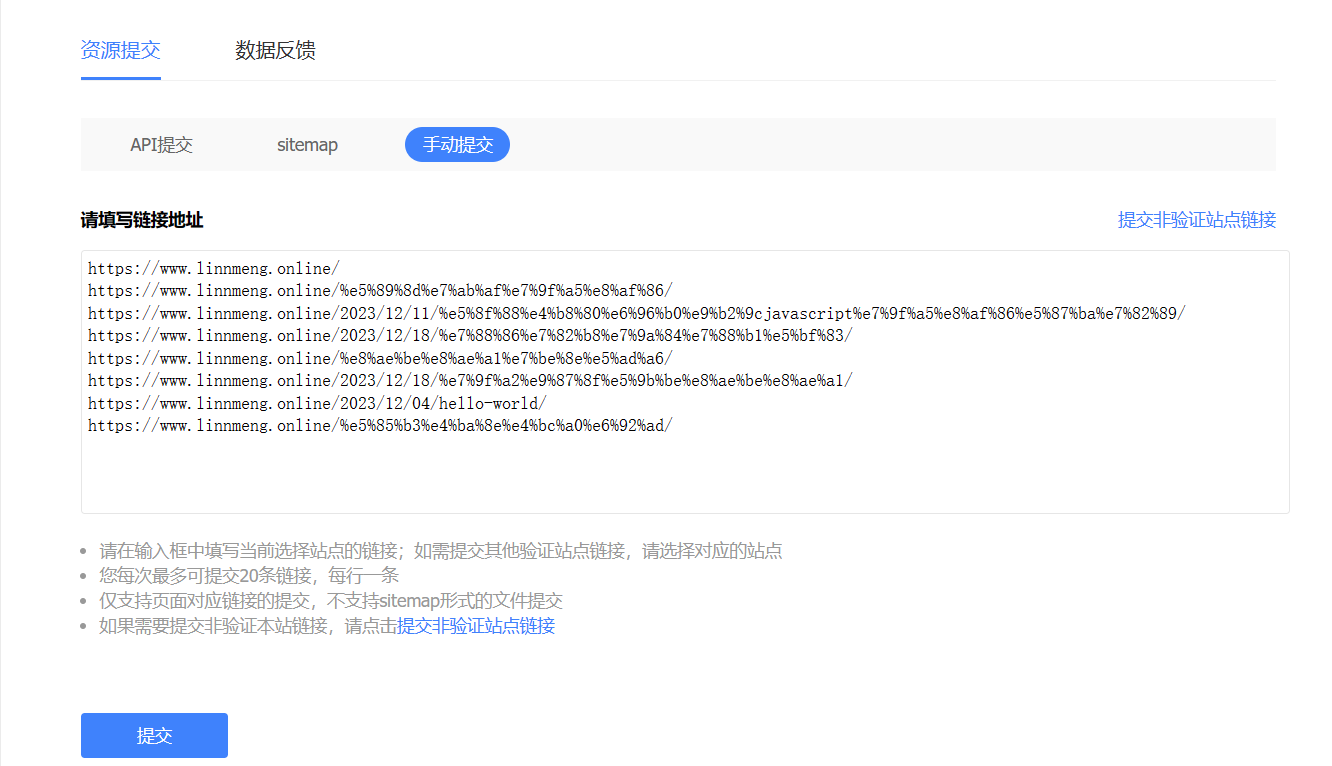 资源提交 数据反馈
API提交 sitemap 手动提交
请填写链接地址 提交非验证站点链接
https://www.linnmeng.online/
https://www.linnmeng.online/%e5%89%8d%e7%ab%af%e7%9f%a5%e8%af%86/
https://www.linnmeng.online/2023/12/11/%e5%8f%88%e4%b8%80%e6%96%b0%e9%b2%9cjavascript%e7%9f%a5%e8%af%86%e5%87%ba%e7%82%89/
https://www.linnmeng.online/2023/12/18/%e7%88%86%e7%82%b8%e7%9a%84%e7%88%b1%e5%bf%83/
https://www.linnmeng.online/%e8%ae%be%e8%ae%a1%e7%be%8e%e5%ad%a6/
https://www.linnmeng.online/2023/12/18/%e7%9f%a2%e9%87%8f%e5%9b%be%e8%ae%be%e8%ae%a1/
https://www.linnmeng.online/2023/12/04/hello-world/
https://www.linnmeng.online/%e5%85%b3%e4%ba%8e%e4%bc%a0%e6%92%ad/
请在输入框中填写当前选择站点的链接；如需提交其他验证站点链接，请选择对应的站点
您每次最多可提交20条链接，每行一条
仅支持页面对应链接的提交，不支持sitemap形式的文件提交
如果需要提交非验证本站链接，请点击提交非验证站点链接
提交